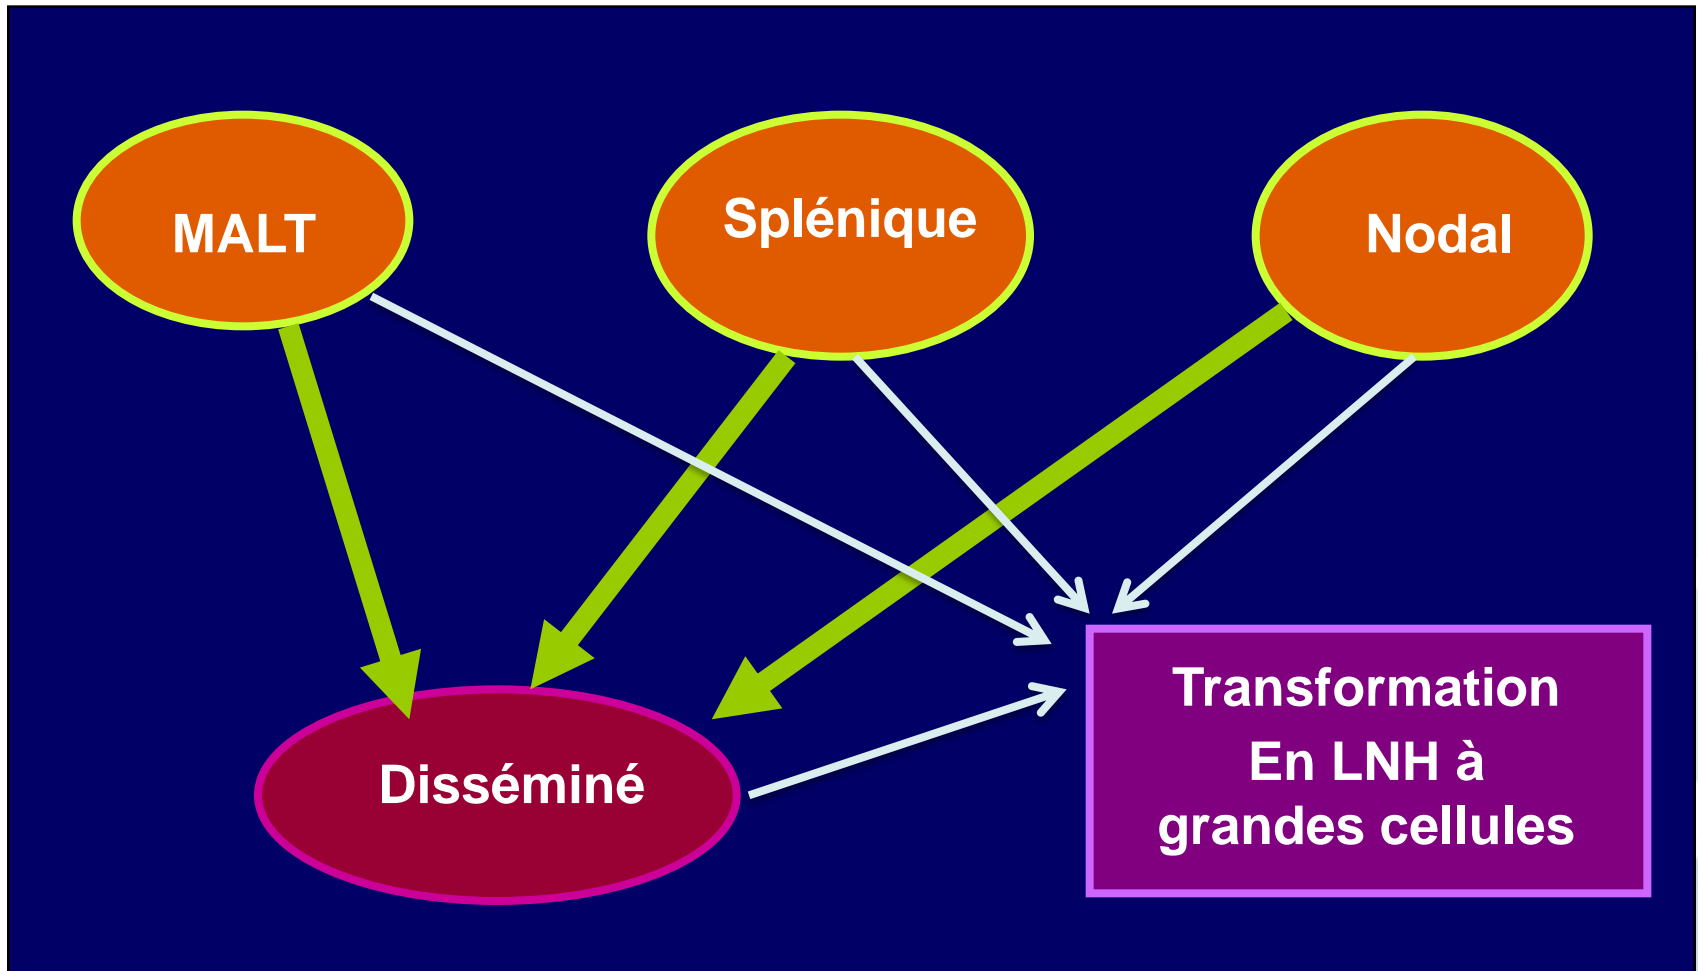 MALT
Splénique
Nodal
Disséminé
Transformation
En LNH à
grandes cellules